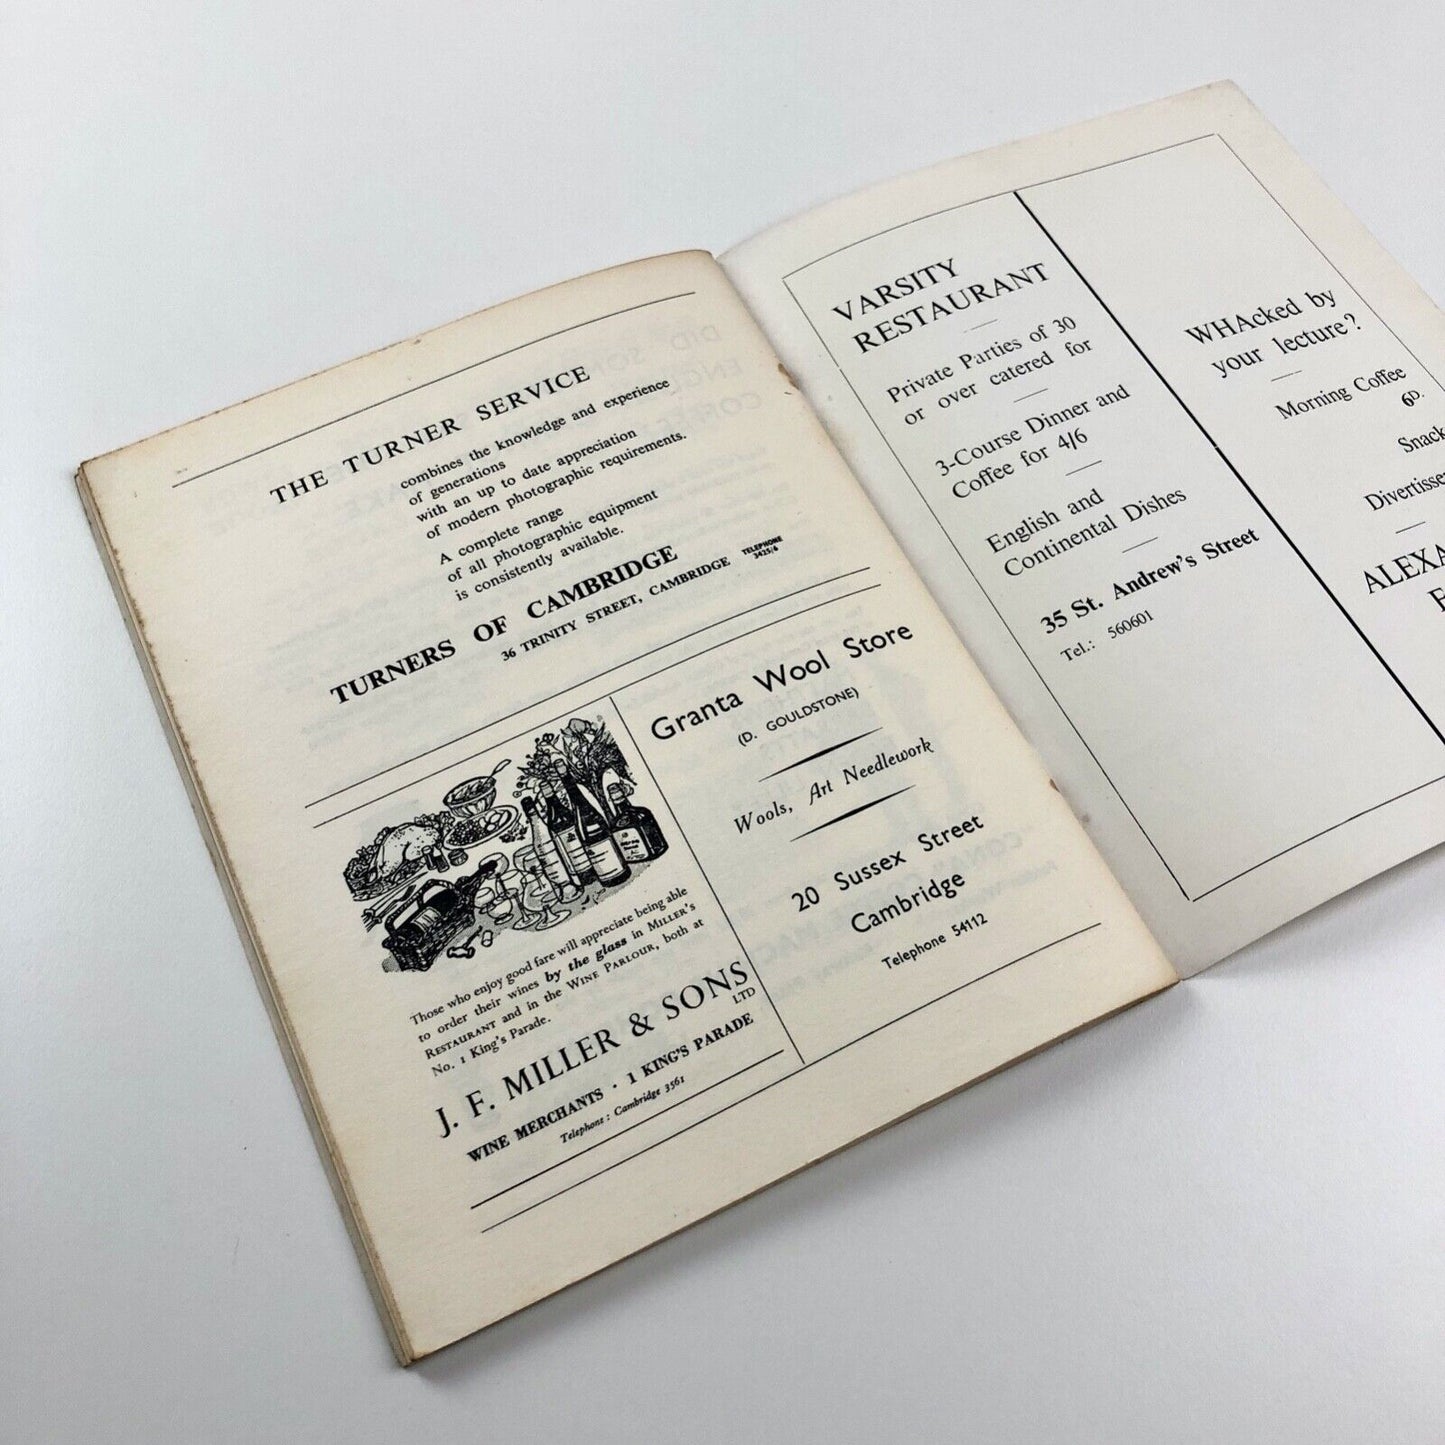 THE TURNER SERVICE
combines the knowledge and experience
of generations
with an up to date appreciation
of modern photographic requirements.
A complete range
of all photographic equipment
is consistently available.
TURNERS OF CAMBRIDGE
36 TRINITY STREET, CAMBRIDGE
TELEPHONE
3425/6
Those who enjoy good fare will appreciate being able
to order their wines by the glass in MILLER'S
RESTAURANT and in the WINE PARLOUR, both at
No. 1 King's Parade.
J. F. MILLER & SONS
LTD
WINE MERCHANTS · 1 KING'S PARADE
Telephone: Cambridge 3561
Granta Wool Store
(D. GOULDSTONE)
Wools, Art Needlework
20 Sussex Street
Cambridge
Telephone 54112
VARSITY
RESTAURANT
Private Parties of 30
or over catered for
3-Course Dinner and
Coffee for 4/6
English and
Continental Dishes
35 St. Andrew's Street
Tel.: 560601
WHAcked by
your lecture?
Morning Coffee
6D.
Snack
Divertisse
ALEXA